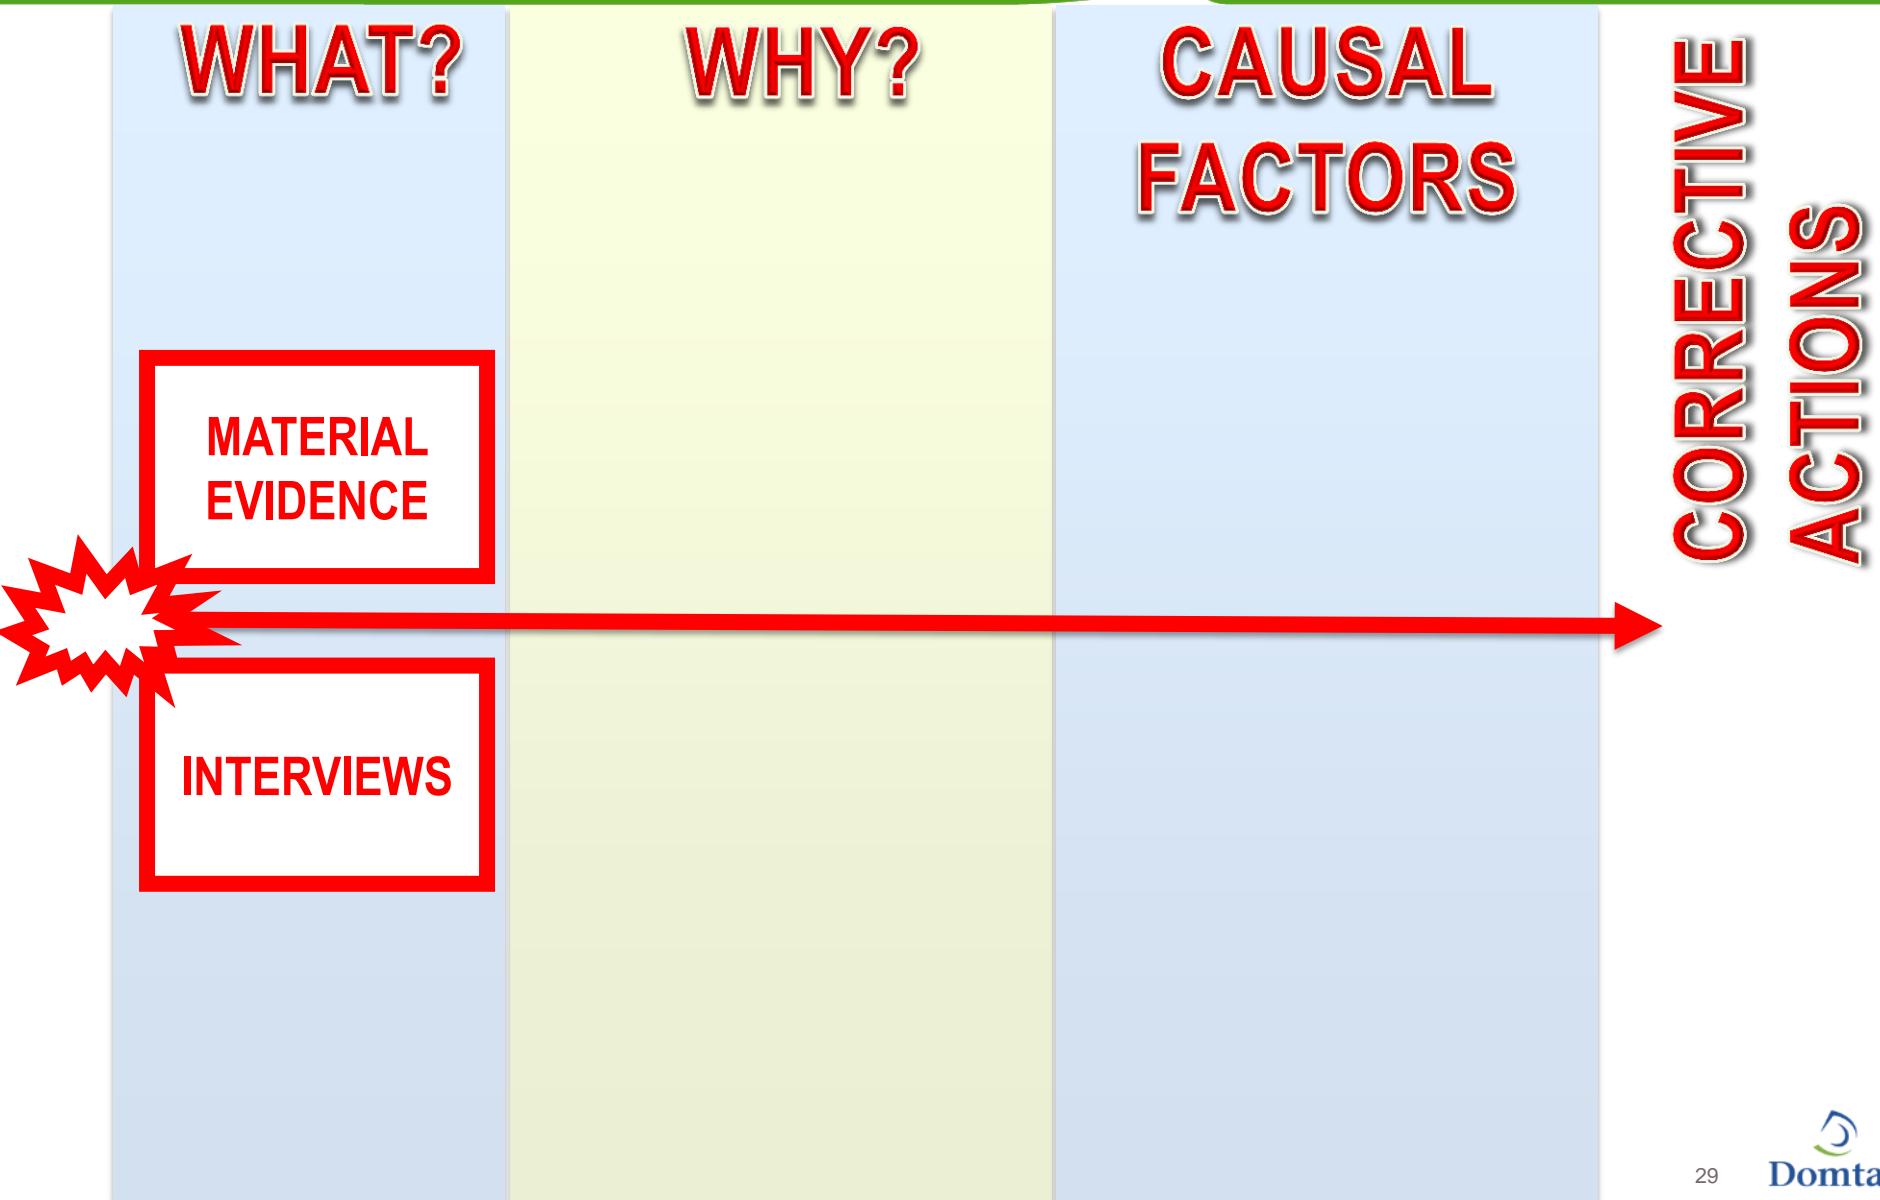 WHAT?
WHY?
CAUSAL
FACTORS
CORRECTIVE
ACTIONS
MATERIAL
EVIDENCE
INTERVIEWS
29
Domta